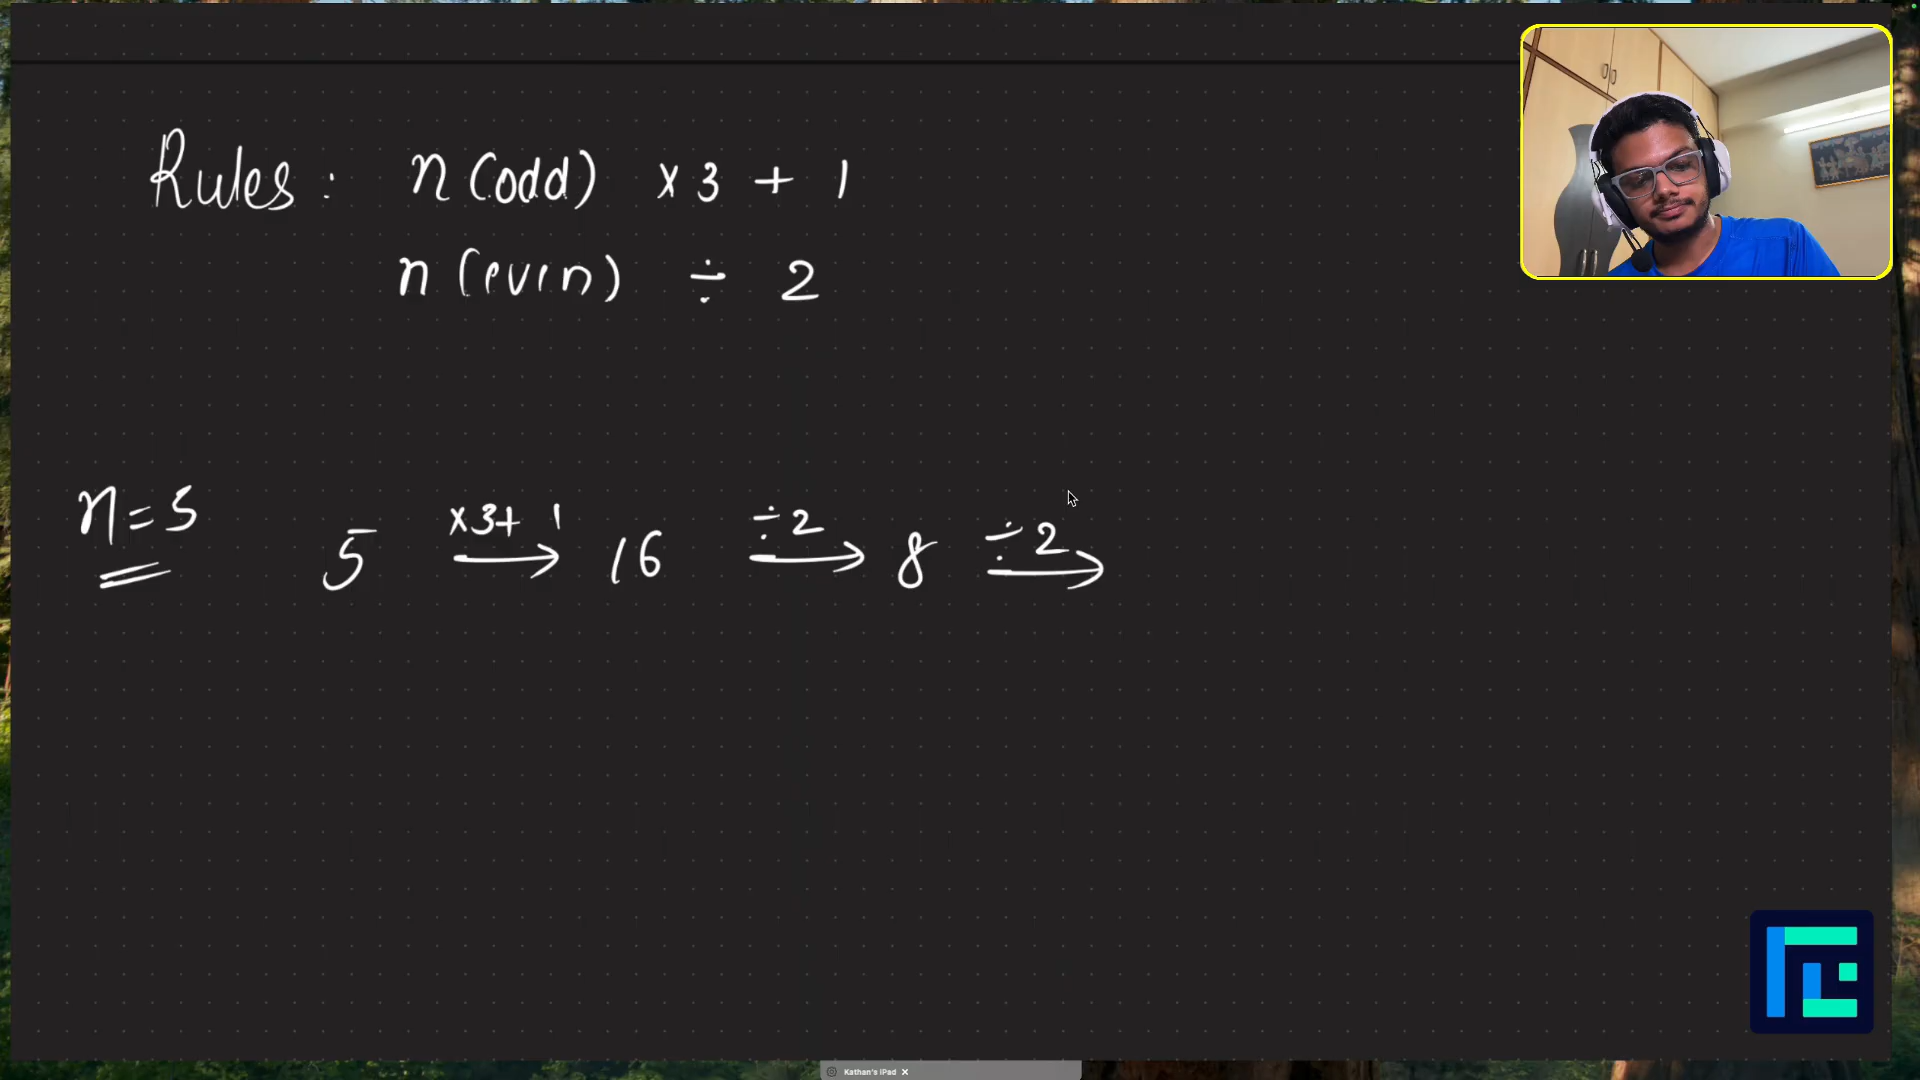 Rules : n (odd) x 3 + 1
n (even) ÷ 2
n = 5
5 x3+ 1 → 16 ÷2 → 8 ÷2 →
Kathan's iPad ×